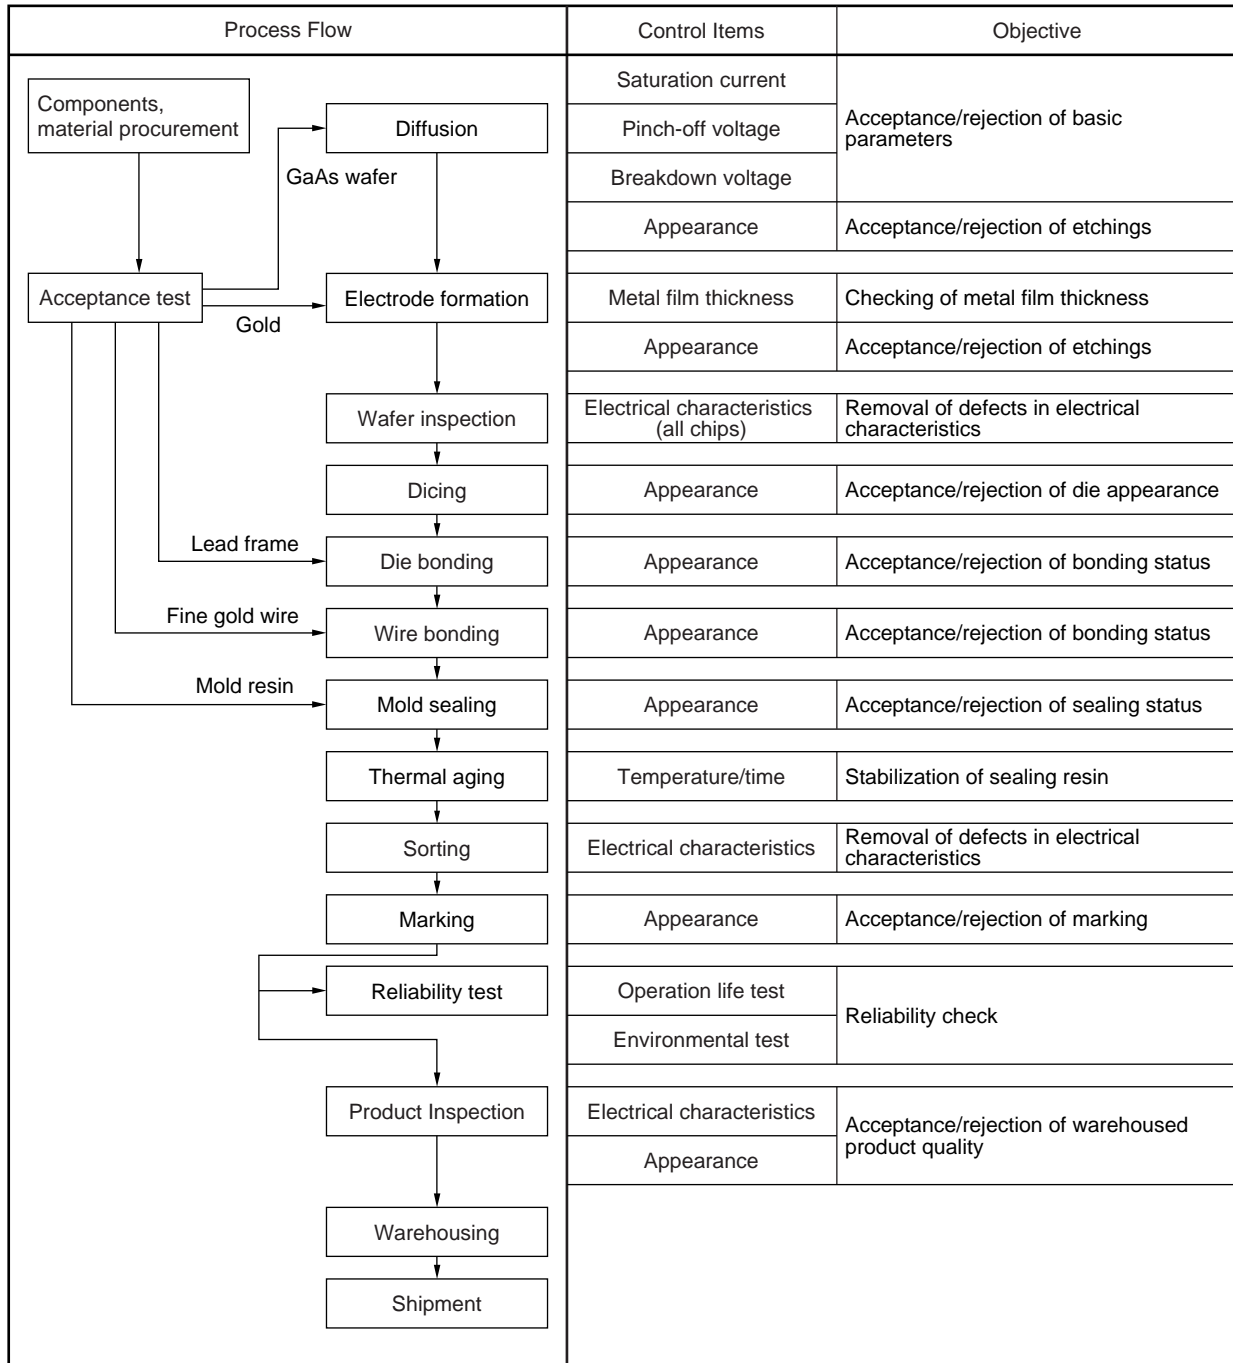 Process Flow
Control Items
Objective
Components,
material procurement
Diffusion
GaAs wafer
Saturation current
Pinch-off voltage
Breakdown voltage
Acceptance/rejection of basic
parameters
Appearance
Acceptance/rejection of etchings
Acceptance test
Gold
Electrode formation
Metal film thickness
Checking of metal film thickness
Appearance
Acceptance/rejection of etchings
Wafer inspection
Electrical characteristics
(all chips)
Removal of defects in electrical
characteristics
Dicing
Appearance
Acceptance/rejection of die appearance
Lead frame
Die bonding
Appearance
Acceptance/rejection of bonding status
Fine gold wire
Wire bonding
Appearance
Acceptance/rejection of bonding status
Mold resin
Mold sealing
Appearance
Acceptance/rejection of sealing status
Thermal aging
Temperature/time
Stabilization of sealing resin
Sorting
Electrical characteristics
Removal of defects in electrical
characteristics
Marking
Appearance
Acceptance/rejection of marking
Reliability test
Operation life test
Environmental test
Reliability check
Product Inspection
Electrical characteristics
Appearance
Acceptance/rejection of warehoused
product quality
Warehousing
Shipment